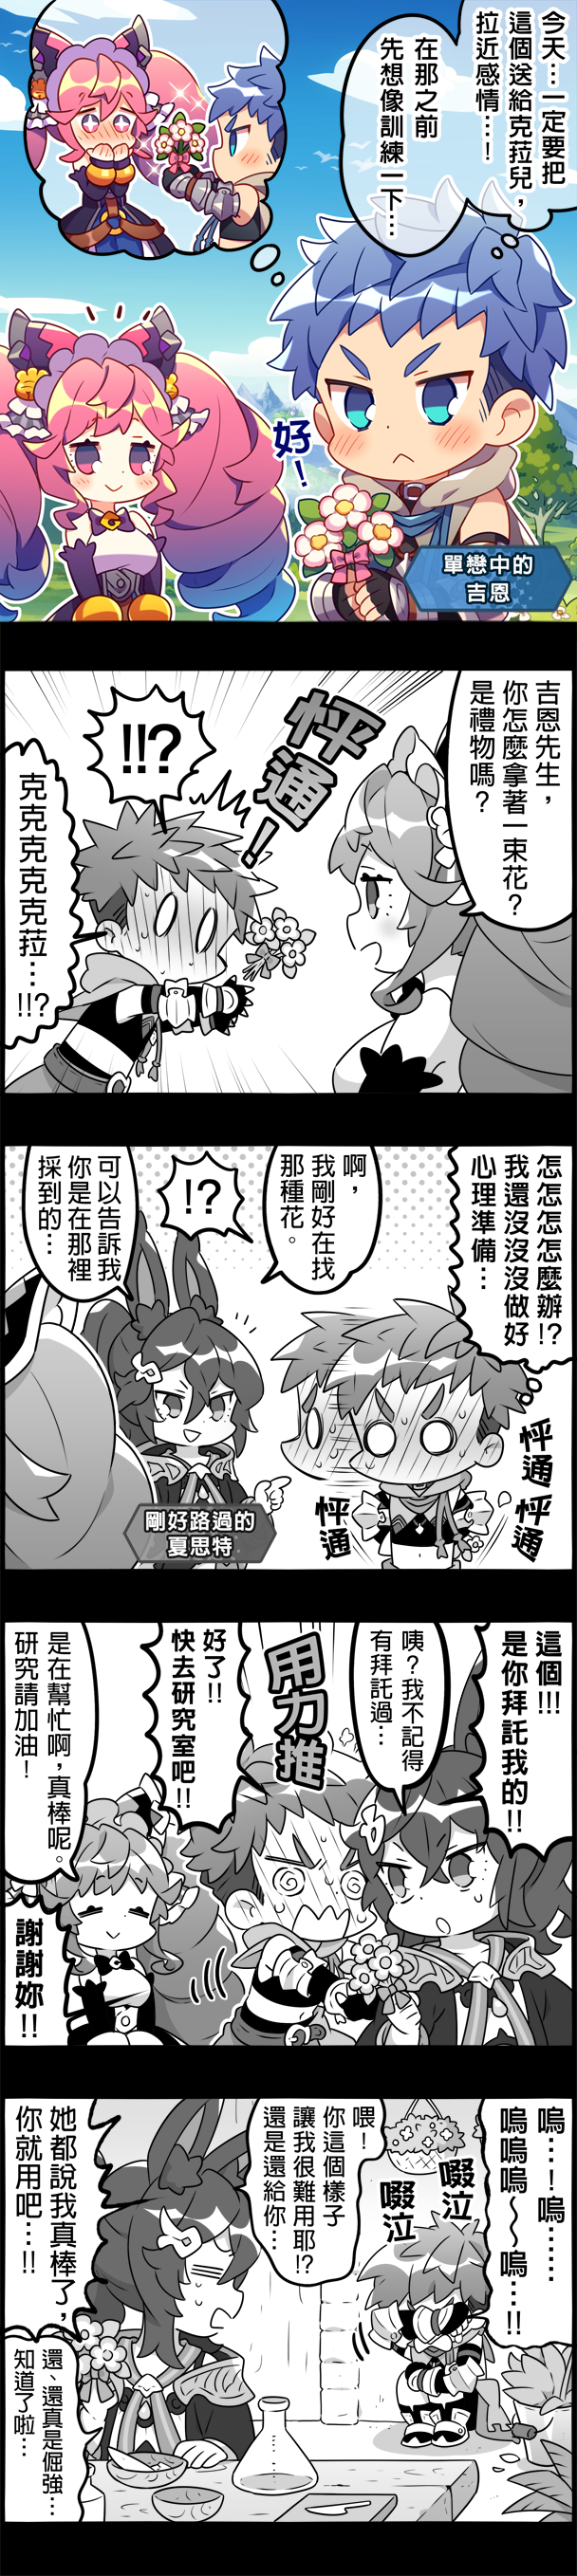 今天…一定要把
這個送給克菈兒，
拉近感情…！
在那之前
先想像訓練一下…
好！
單戀中的
吉恩
吉恩先生，
你怎麼拿著一束花？
是禮物嗎？
怦通！
!!?
克克克克克菈…!!?
怎怎怎怎麼辦!?
我還沒沒沒做好
心理準備…
怦通怦通
怦通
啊，
我剛好在找
那種花。
!?
可以告訴我
你是在那裡
採到的…
剛好路過的
夏思特
這個!!!
是你拜託我的!!
咦？我不記得
有拜託過…
用力推
好了!!
快去研究室吧!!
是在幫忙啊，真棒呢。
研究請加油！
謝謝妳!!
嗚…！嗚……
嗚嗚嗚～～嗚…!!
啜泣
啜泣
喂！
你這個樣子
讓我很難用耶!?
還是還給你…
她都說我真棒了，
你就用吧…!!
還、還真是倔強…
知道了啦…